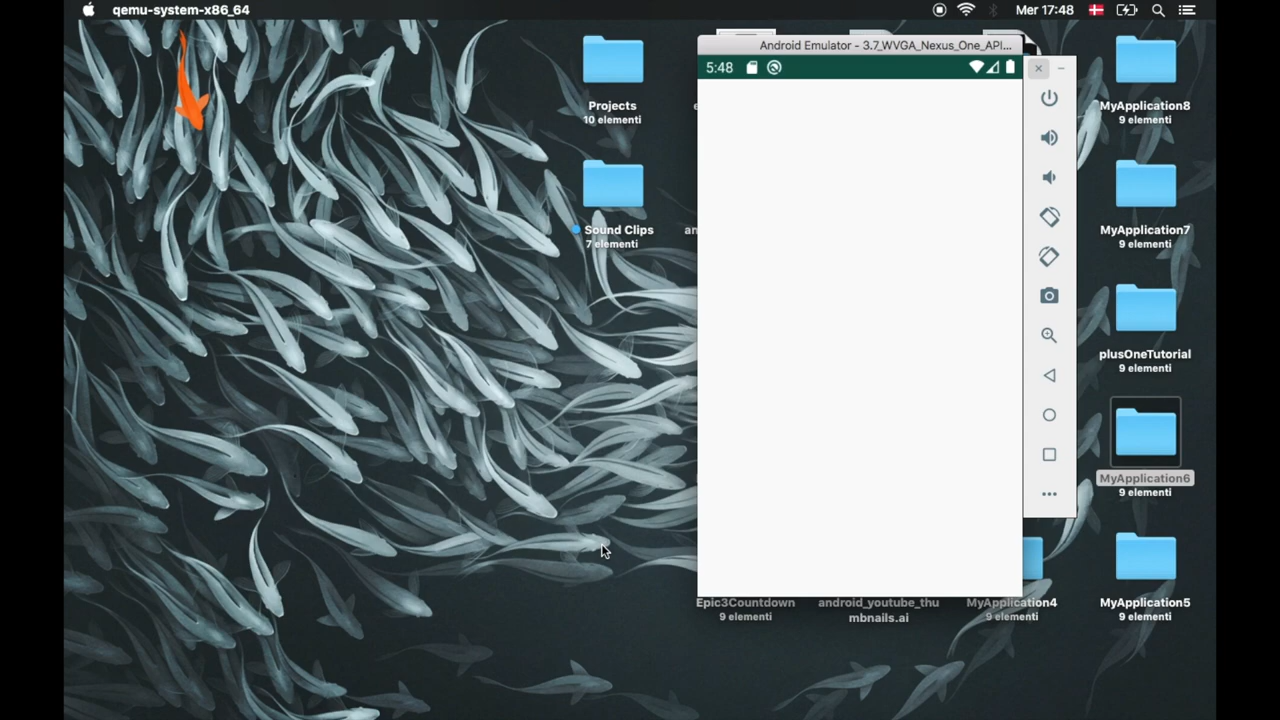 qemu-system-x86_64
Mer 17:48
Android Emulator - 3.7_WVGA_Nexus_One_API...
5:48
Projects
10 elementi
MyApplication8
9 elementi
Sound Clips
7 elementi
MyApplication7
9 elementi
plusOneTutorial
9 elementi
MyApplication6
9 elementi
Epic3Countdown
9 elementi
android_youtube_thu
mbnails.ai
MyApplication4
9 elementi
MyApplication5
9 elementi